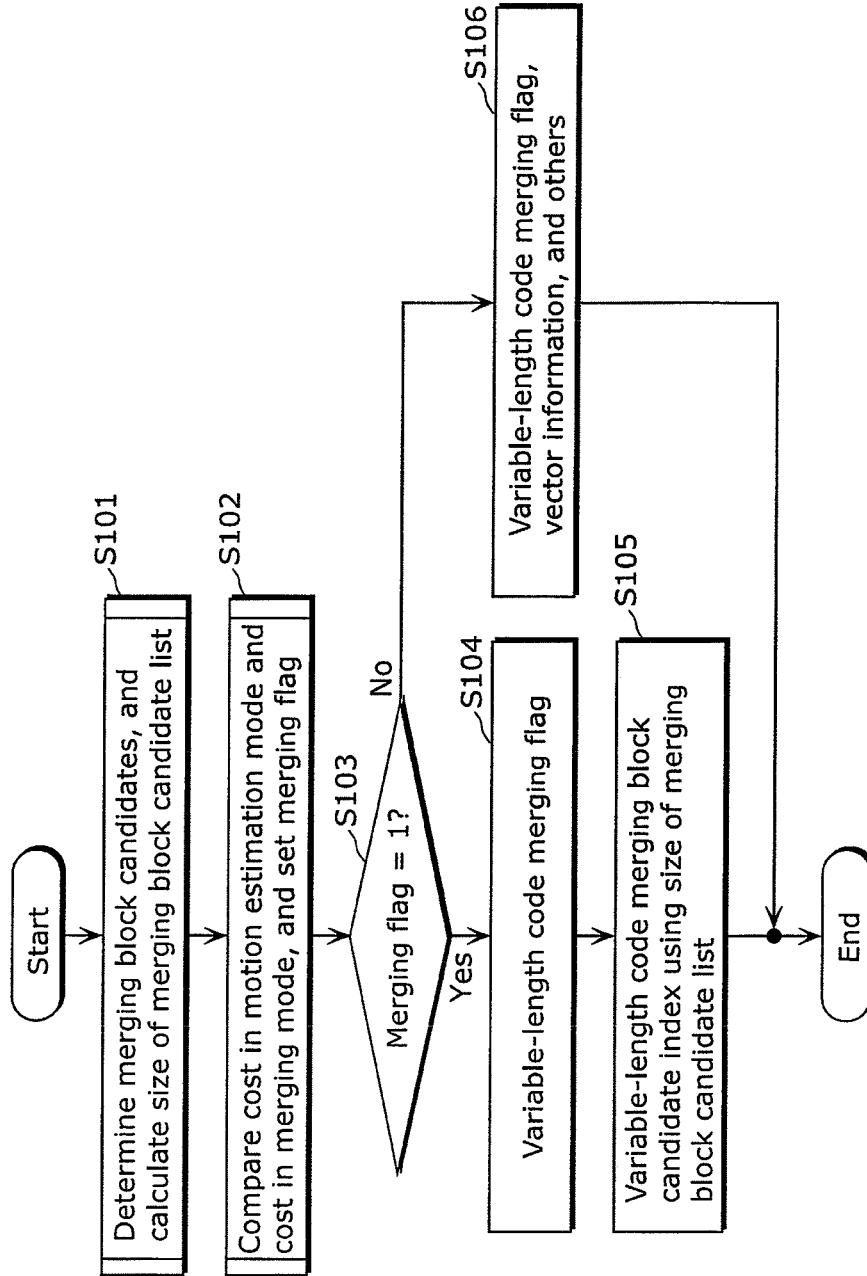 Start
S101
Determine merging block candidates, and
calculate size of merging block candidate list
S102
Compare cost in motion estimation mode and
cost in merging mode, and set merging flag
S103
Merging flag = 1?
No
Yes
S104
Variable-length code merging flag
S105
Variable-length code merging block
candidate index using size of merging
block candidate list
S106
Variable-length code merging flag,
vector information, and others
End